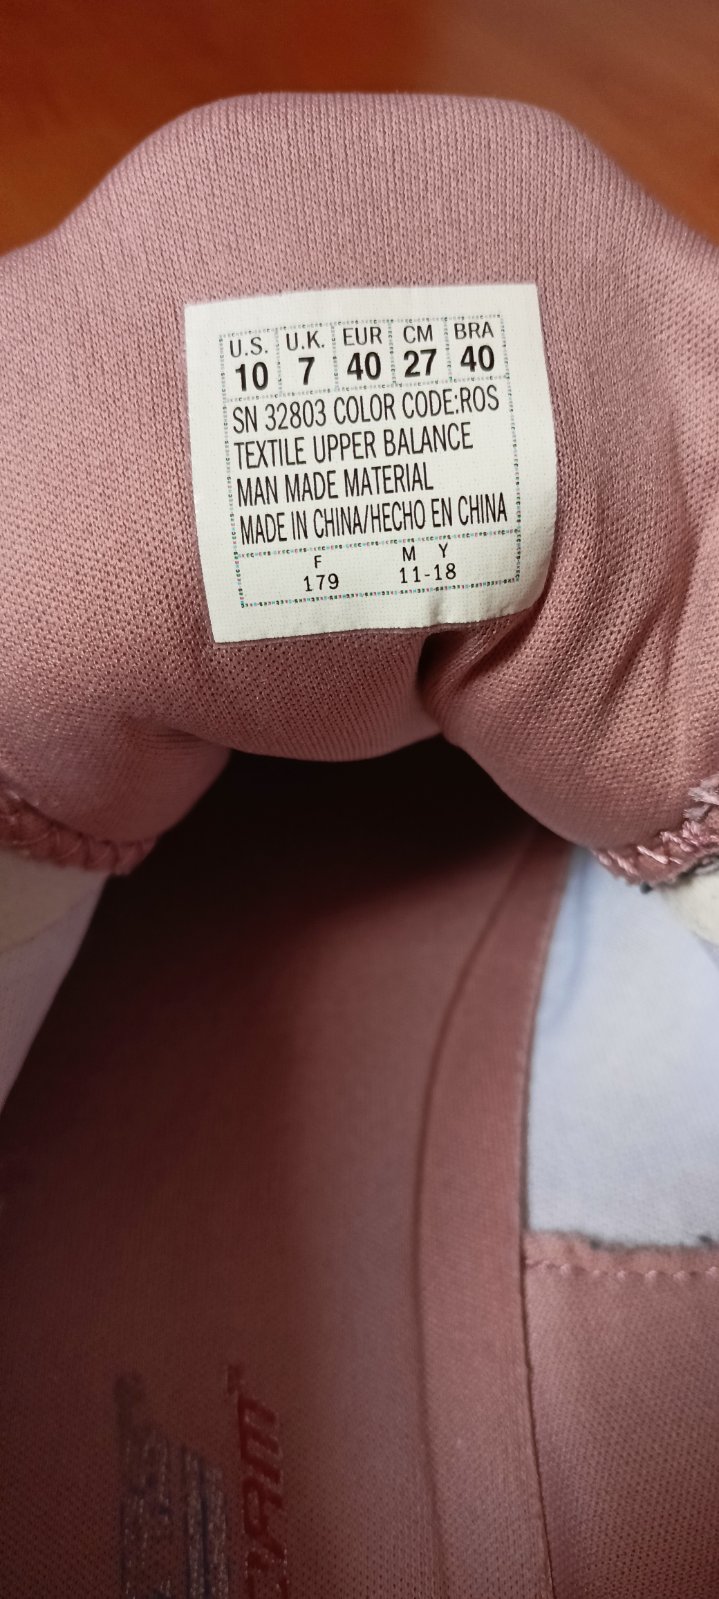 U.S. U.K. EUR CM BRA
10 7 40 27 40
SN 32803 COLOR CODE:ROS
TEXTILE UPPER BALANCE
MAN MADE MATERIAL
MADE IN CHINA/HECHO EN CHINA
F M Y
179 11-18